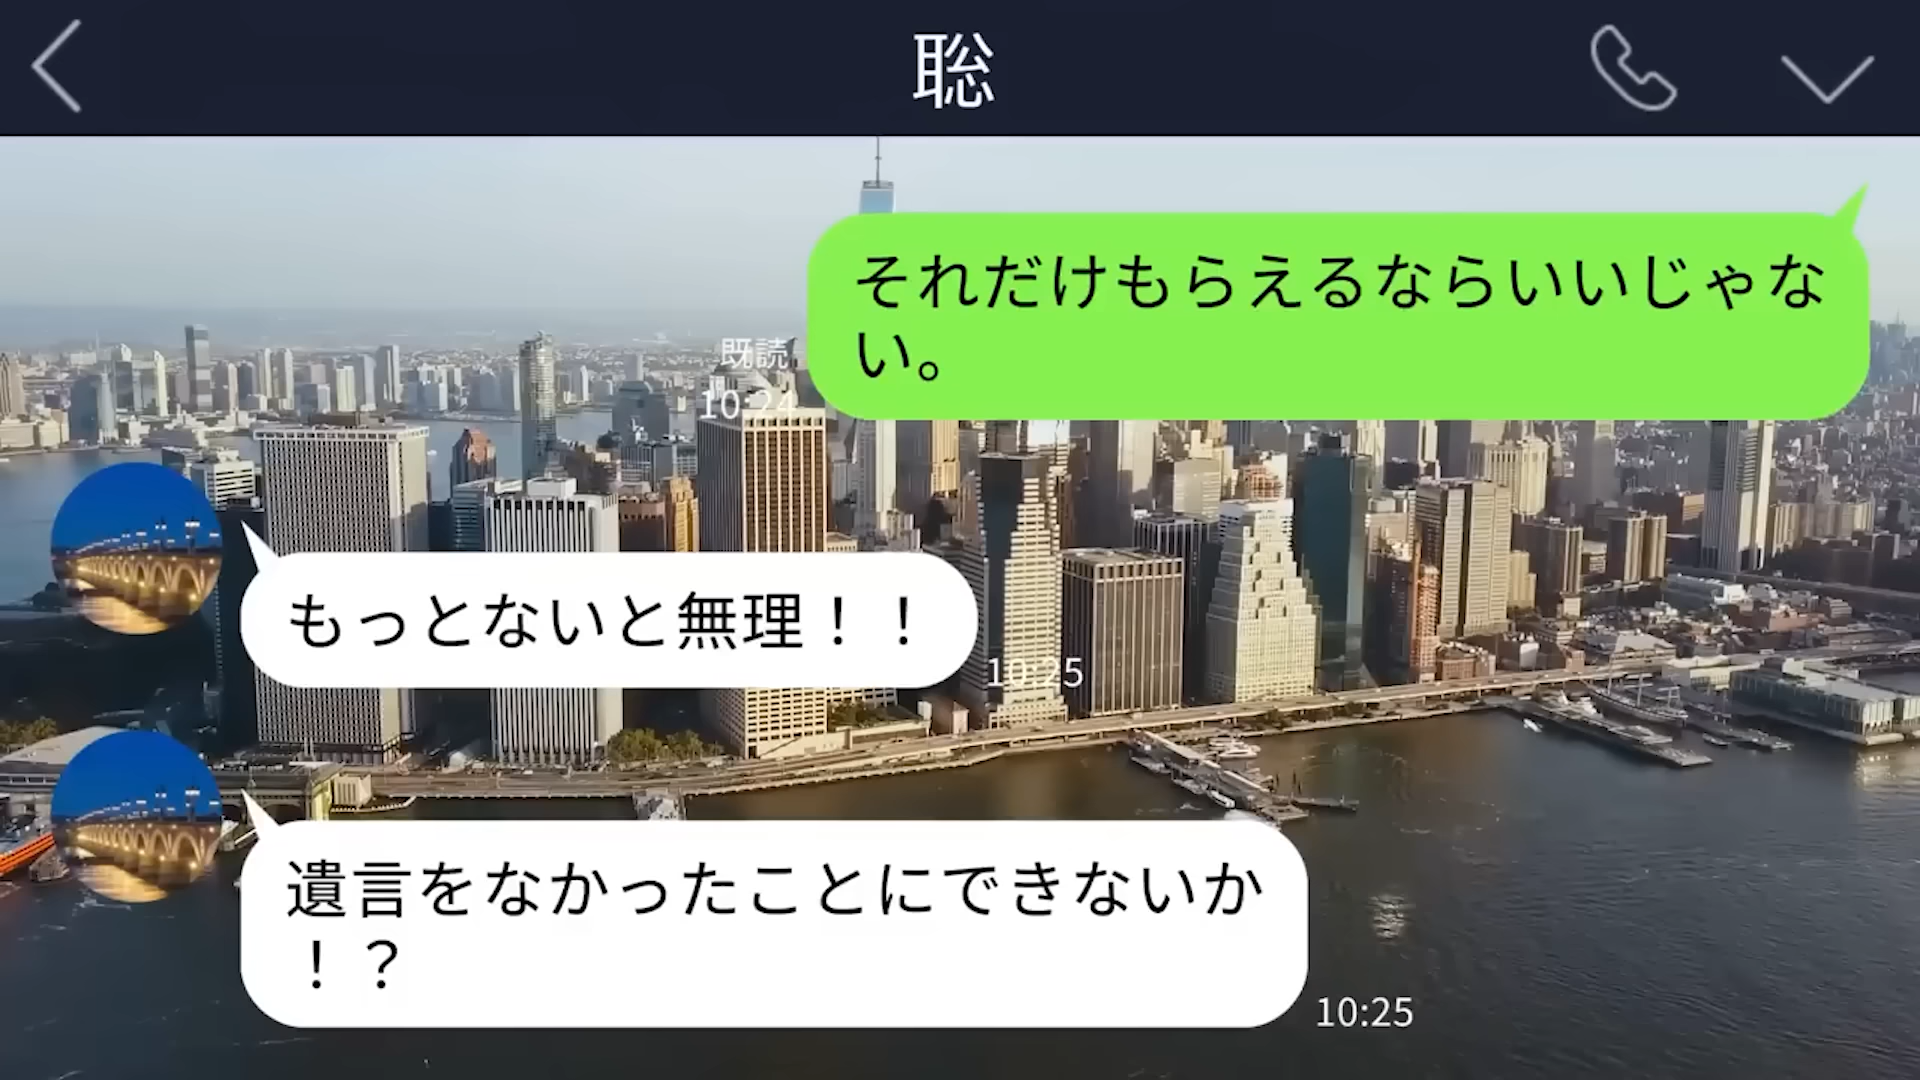 聡
それだけもらえるならいいじゃな
い。
既読
10:24
もっとないと無理！！
10:25
遺言をなかったことにできないか
！？
10:25